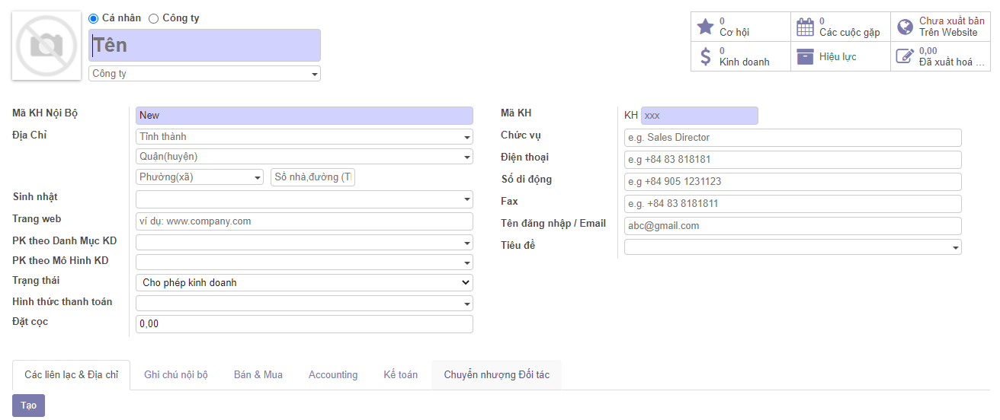 Cá nhân Công ty
Tên
Công ty
0
Cơ hội
0
Các cuộc gặp
Chưa xuất bản
Trên Website
0
Kinh doanh
Hiệu lực
0,00
Đã xuất hoá ...
Mã KH Nội Bộ New
Địa Chỉ Tỉnh thành
Quận(huyện)
Phường(xã) Số nhà,đường (Tl
Sinh nhật
Trang web ví dụ: www.company.com
PK theo Danh Mục KD
PK theo Mô Hình KD
Trạng thái Cho phép kinh doanh
Hình thức thanh toán
Đặt cọc 0,00
Mã KH KH xxx
Chức vụ e.g. Sales Director
Điện thoại e.g +84 83 818181
Số di động e.g +84 905 1231123
Fax e.g. +84 83 8181811
Tên đăng nhập / Email abc@gmail.com
Tiêu đề
Các liên lạc & Địa chỉ Ghi chú nội bộ Bán & Mua Accounting Kế toán Chuyển nhượng Đối tác
Tạo